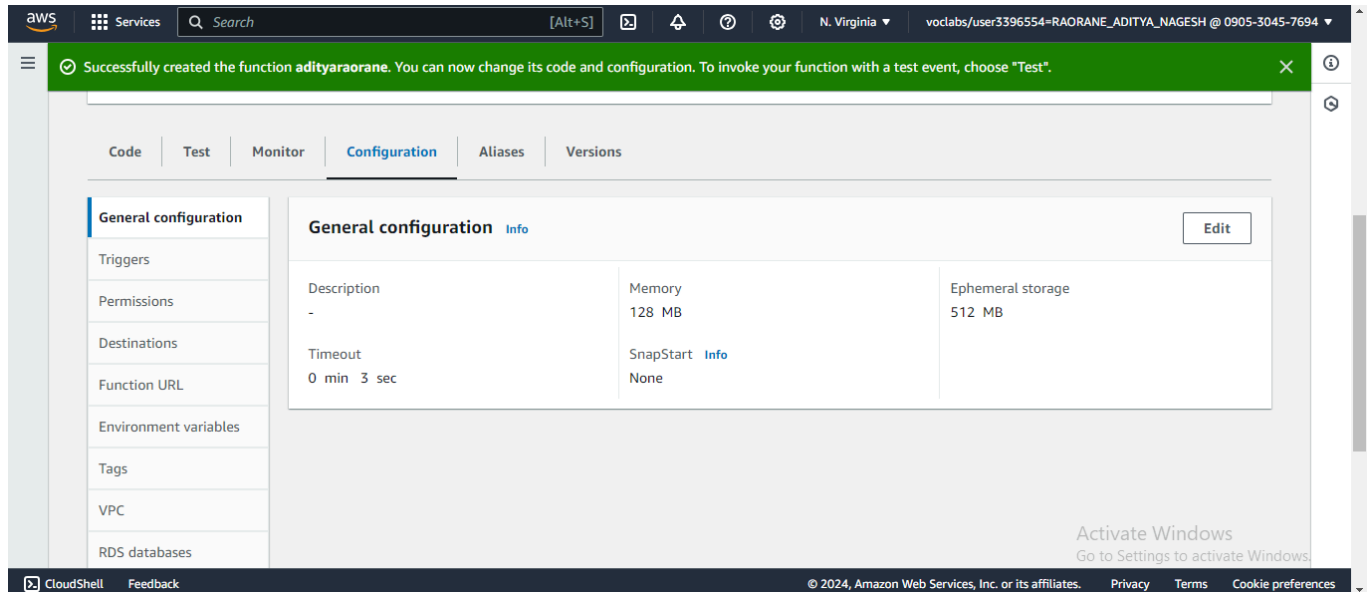 aws Services Search [Alt+S] N. Virginia ▼ voclabs/user3396554=RAORANE_ADITYA_NAGESH @ 0905-3045-7694 ▼
Successfully created the function adityaraorane. You can now change its code and configuration. To invoke your function with a test event, choose "Test".
Code Test Monitor Configuration Aliases Versions
General configuration
Triggers
Permissions
Destinations
Function URL
Environment variables
Tags
VPC
RDS databases
General configuration Info Edit
Description
-
Memory
128 MB
Ephemeral storage
512 MB
Timeout
0 min 3 sec
SnapStart Info
None
Activate Windows
Go to Settings to activate Windows.
CloudShell Feedback © 2024, Amazon Web Services, Inc. or its affiliates. Privacy Terms Cookie preferences